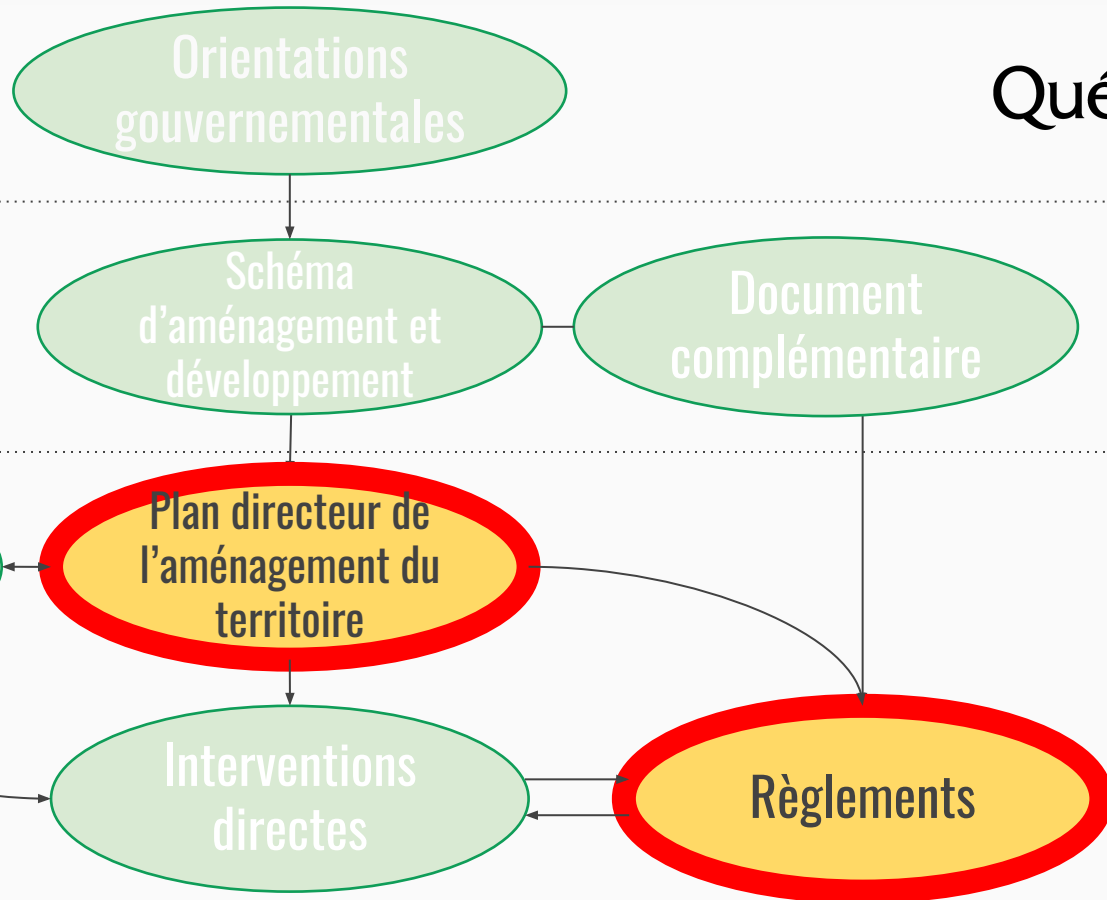 Orientations
gouvernementales
Qué
Schéma
d’aménagement et
développement
Document
complémentaire
Plan directeur de
l’aménagement du
territoire
Interventions
directes
Règlements